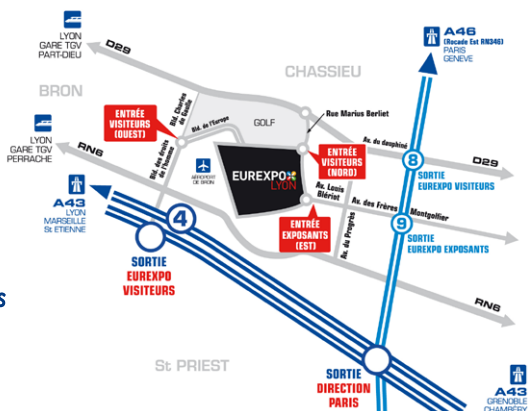 LYON
GARE TGV
PART-DIEU
D29
A46
(Rocade Est RN346)
PARIS
GENEVE
CHASSIEU
BRON
ENTRÉE
VISITEURS
(OUEST)
Bld. Charles
de Gaulle
Bld. de l'Europe
GOLF
Rue Marius Berliet
LYON
GARE TGV
PERRACHE
RN6
Bld. des droits
de l'homme
AÉROPORT
DE BRON
EUREXPO
LYON
ENTRÉE
VISITEURS
(NORD)
Av. du dauphiné
8
D29
SORTIE
EUREXPO VISITEURS
A43
LYON
MARSEILLE
St ETIENNE
4
Av. Louis
Blériot
Av. des Frères
Montgolfier
9
ENTRÉE
EXPOSANTS
(EST)
Av. du Progrès
SORTIE
EUREXPO EXPOSANTS
SORTIE
EUREXPO
VISITEURS
s
RN6
St PRIEST
SORTIE
DIRECTION
PARIS
A43
GRENOBLE
CHAMBÉRY